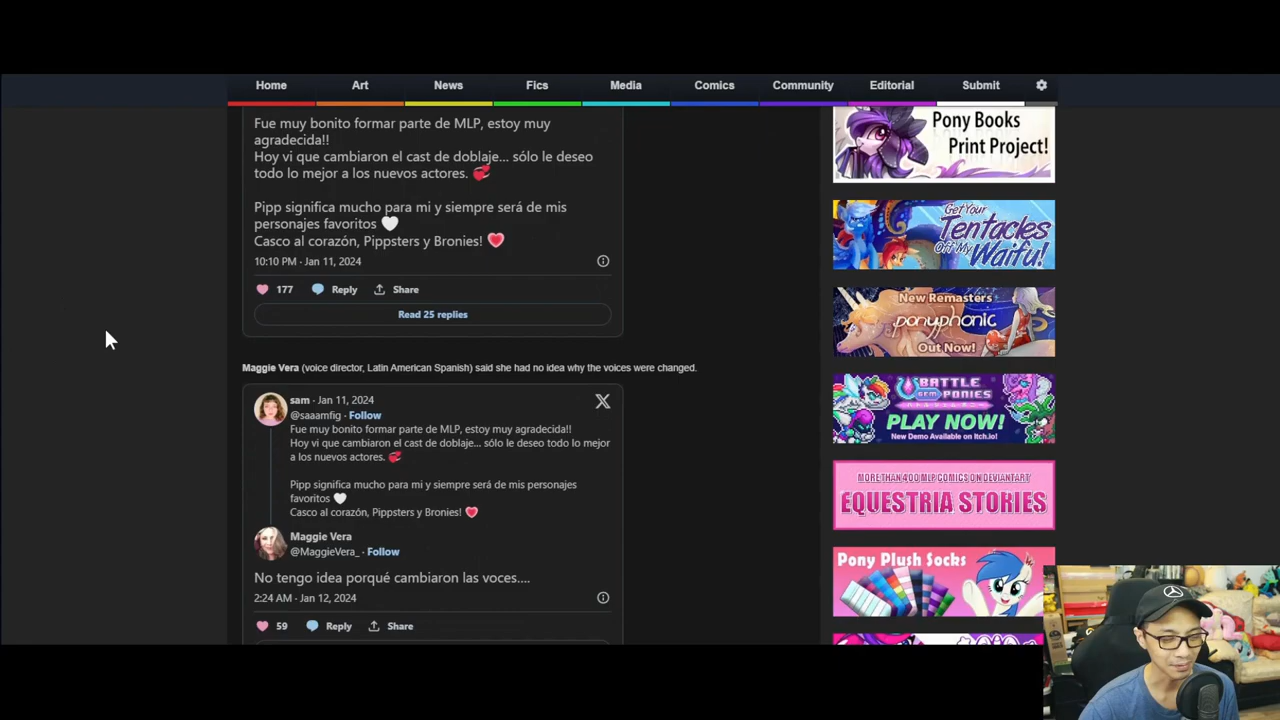 Home Art News Fics Media Comics Community Editorial Submit
Fue muy bonito formar parte de MLP, estoy muy
agradecida!!
Hoy vi que cambiaron el cast de doblaje... sólo le deseo
todo lo mejor a los nuevos actores. 💞
Pipp significa mucho para mi y siempre será de mis
personajes favoritos 🤍
Casco al corazón, Pippsters y Bronies! ❤️
10:10 PM · Jan 11, 2024
177 Reply Share
Read 25 replies
Maggie Vera (voice director, Latin American Spanish) said she had no idea why the voices were changed.
sam · Jan 11, 2024
@saaamfig · Follow
Fue muy bonito formar parte de MLP, estoy muy agradecida!!
Hoy vi que cambiaron el cast de doblaje... sólo le deseo todo lo mejor
a los nuevos actores. 💞
Pipp significa mucho para mi y siempre será de mis personajes
favoritos 🤍
Casco al corazón, Pippsters y Bronies! ❤️
Maggie Vera
@MaggieVera_ · Follow
No tengo idea porqué cambiaron las voces....
2:24 AM · Jan 12, 2024
59 Reply Share
Pony Books
Print Project!
Get Your
Tentacles
Off My
Waifu!
New Remasters
ponyphonic
Out Now!
BATTLE
GEM PONIES
PLAY NOW!
New Demo Available on Itch.io!
MORE THAN 400 MLP COMICS ON DEVIANTART
EQUESTRIA STORIES
Pony Plush Socks